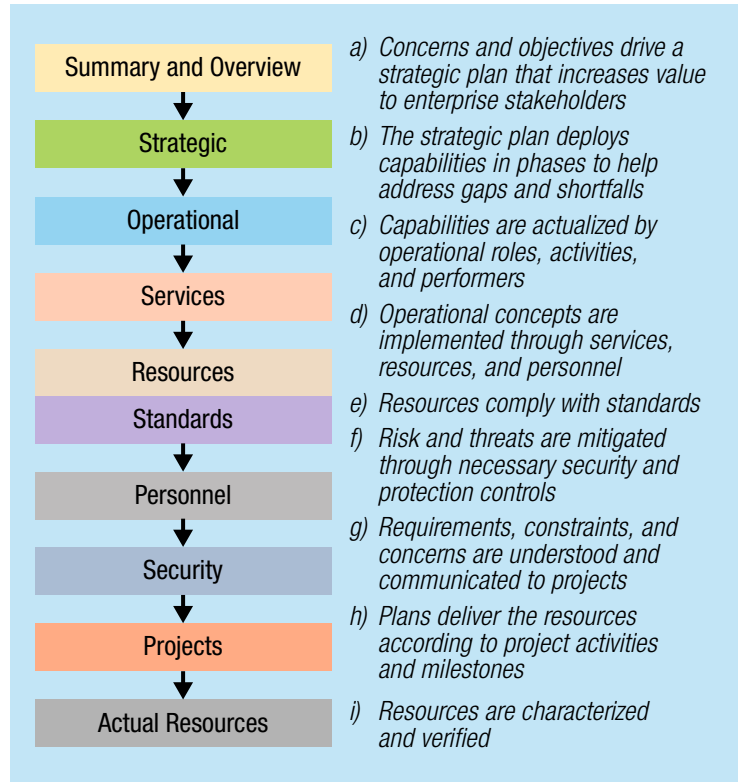 Summary and Overview
Strategic
Operational
Services
Resources
Standards
Personnel
Security
Projects
Actual Resources
a) Concerns and objectives drive a
strategic plan that increases value
to enterprise stakeholders
b) The strategic plan deploys
capabilities in phases to help
address gaps and shortfalls
c) Capabilities are actualized by
operational roles, activities,
and performers
d) Operational concepts are
implemented through services,
resources, and personnel
e) Resources comply with standards
f) Risk and threats are mitigated
through necessary security and
protection controls
g) Requirements, constraints, and
concerns are understood and
communicated to projects
h) Plans deliver the resources
according to project activities
and milestones
i) Resources are characterized
and verified